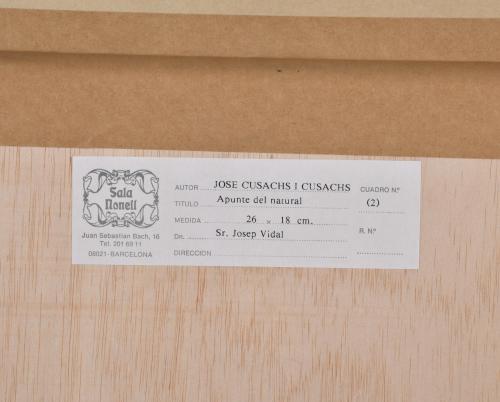 Sala
Nonell
Juan Sebastian Bach, 16
Tel. 201 69 11
08021-BARCELONA
AUTOR JOSE CUSACHS I CUSACHS
TITULO Apunte del natural
MEDIDA 26 x 18 cm.
Dn. Sr. Josep Vidal
DIRECCION
CUADRO Nº
(2)
R. Nº